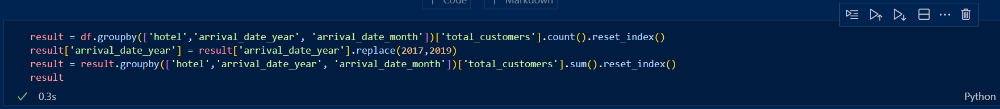 Code Markdown
result = df.groupby(['hotel','arrival_date_year', 'arrival_date_month'])['total_customers'].count().reset_index()
result['arrival_date_year'] = result['arrival_date_year'].replace(2017,2019)
result = result.groupby(['hotel','arrival_date_year', 'arrival_date_month'])['total_customers'].sum().reset_index()
result
0.3s
Python